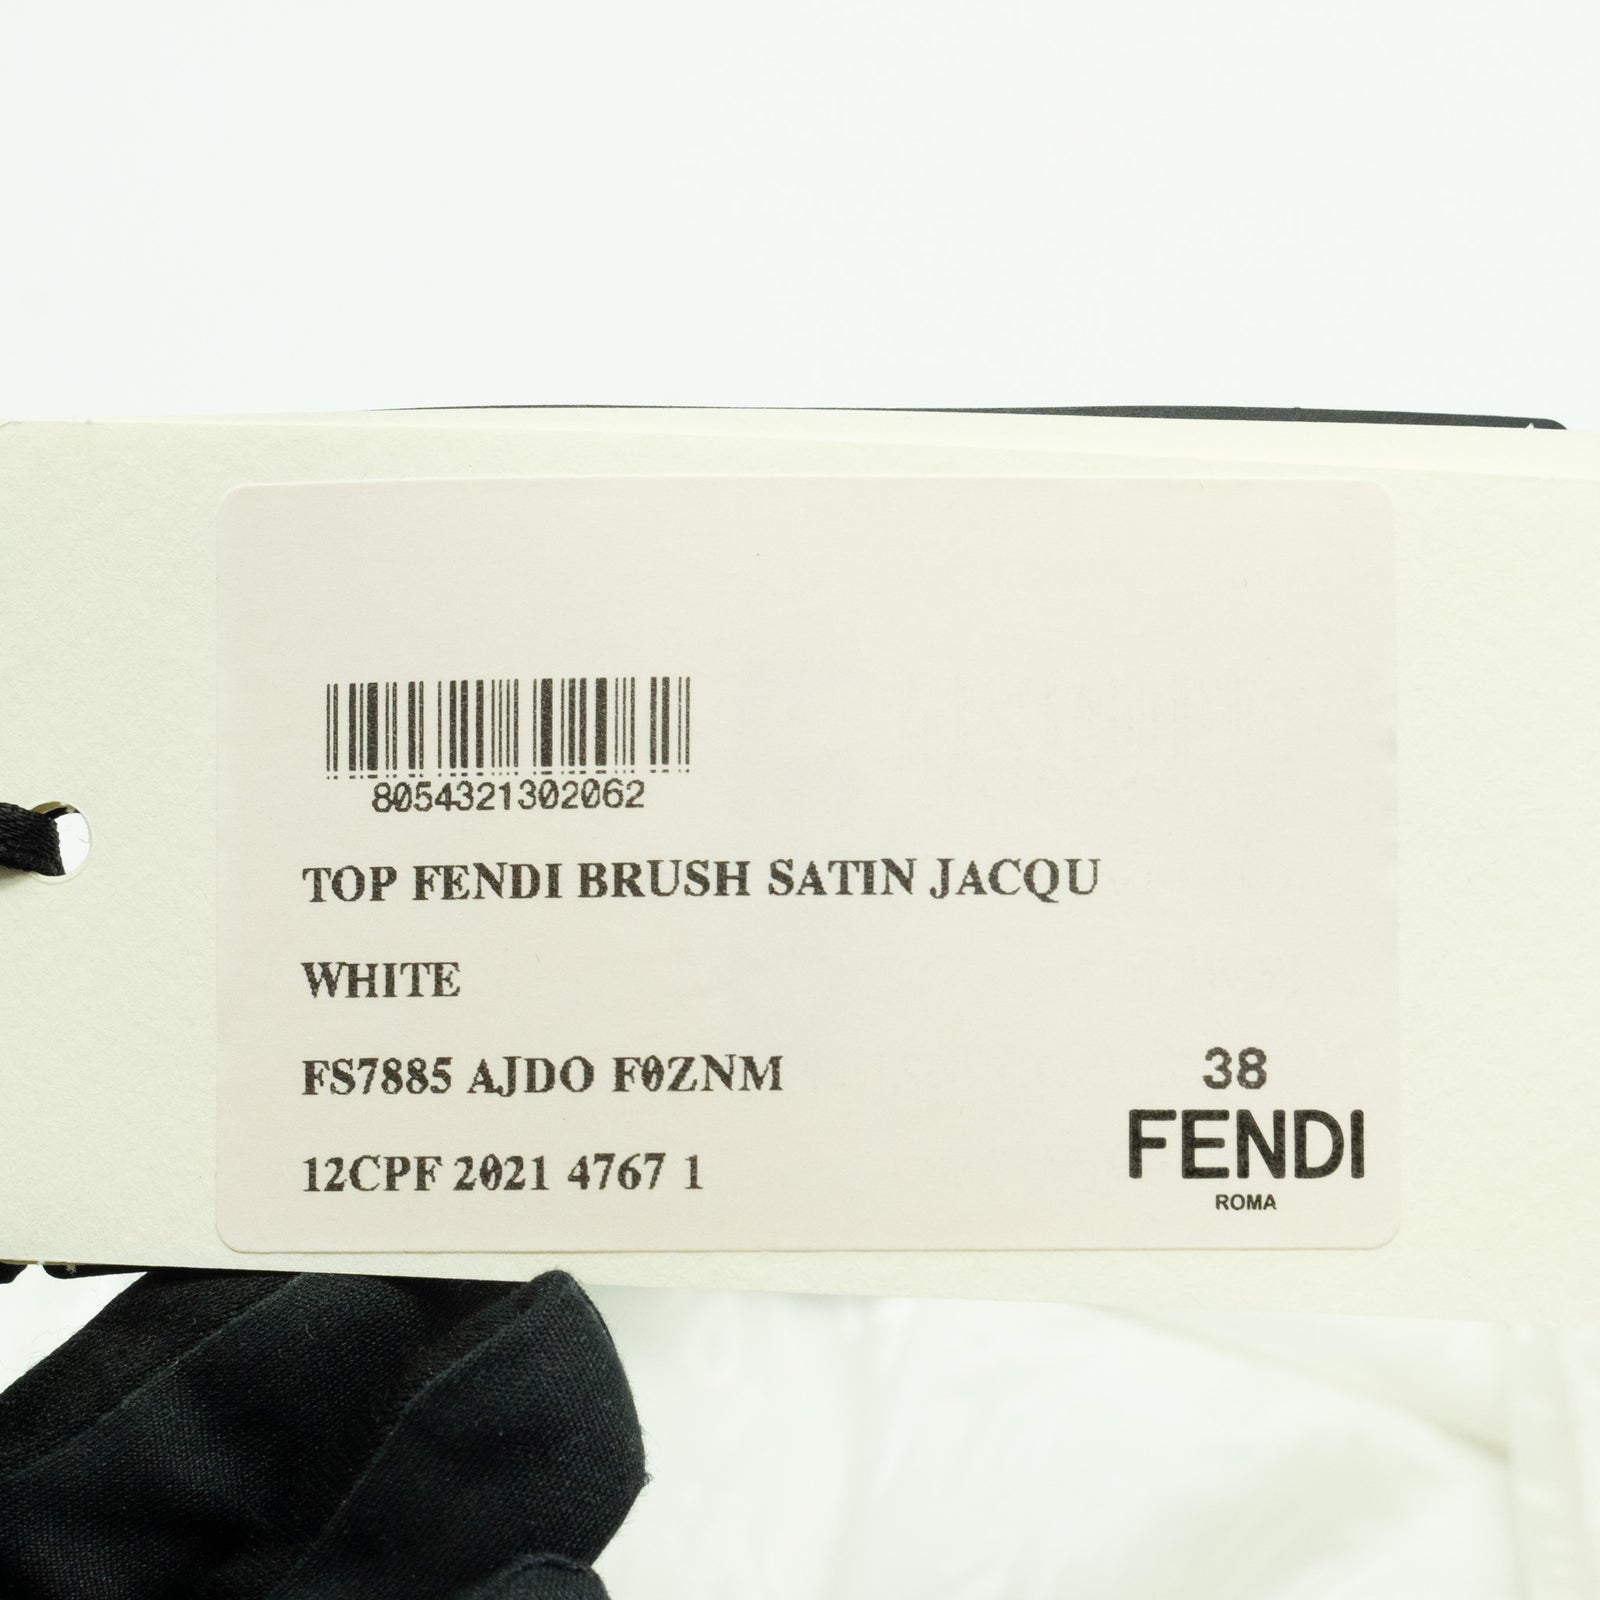 8054321302062
TOP FENDI BRUSH SATIN JACQU
WHITE
FS7885 AJDO F0ZNM
12CPF 2021 4767 1
38
FENDI
ROMA